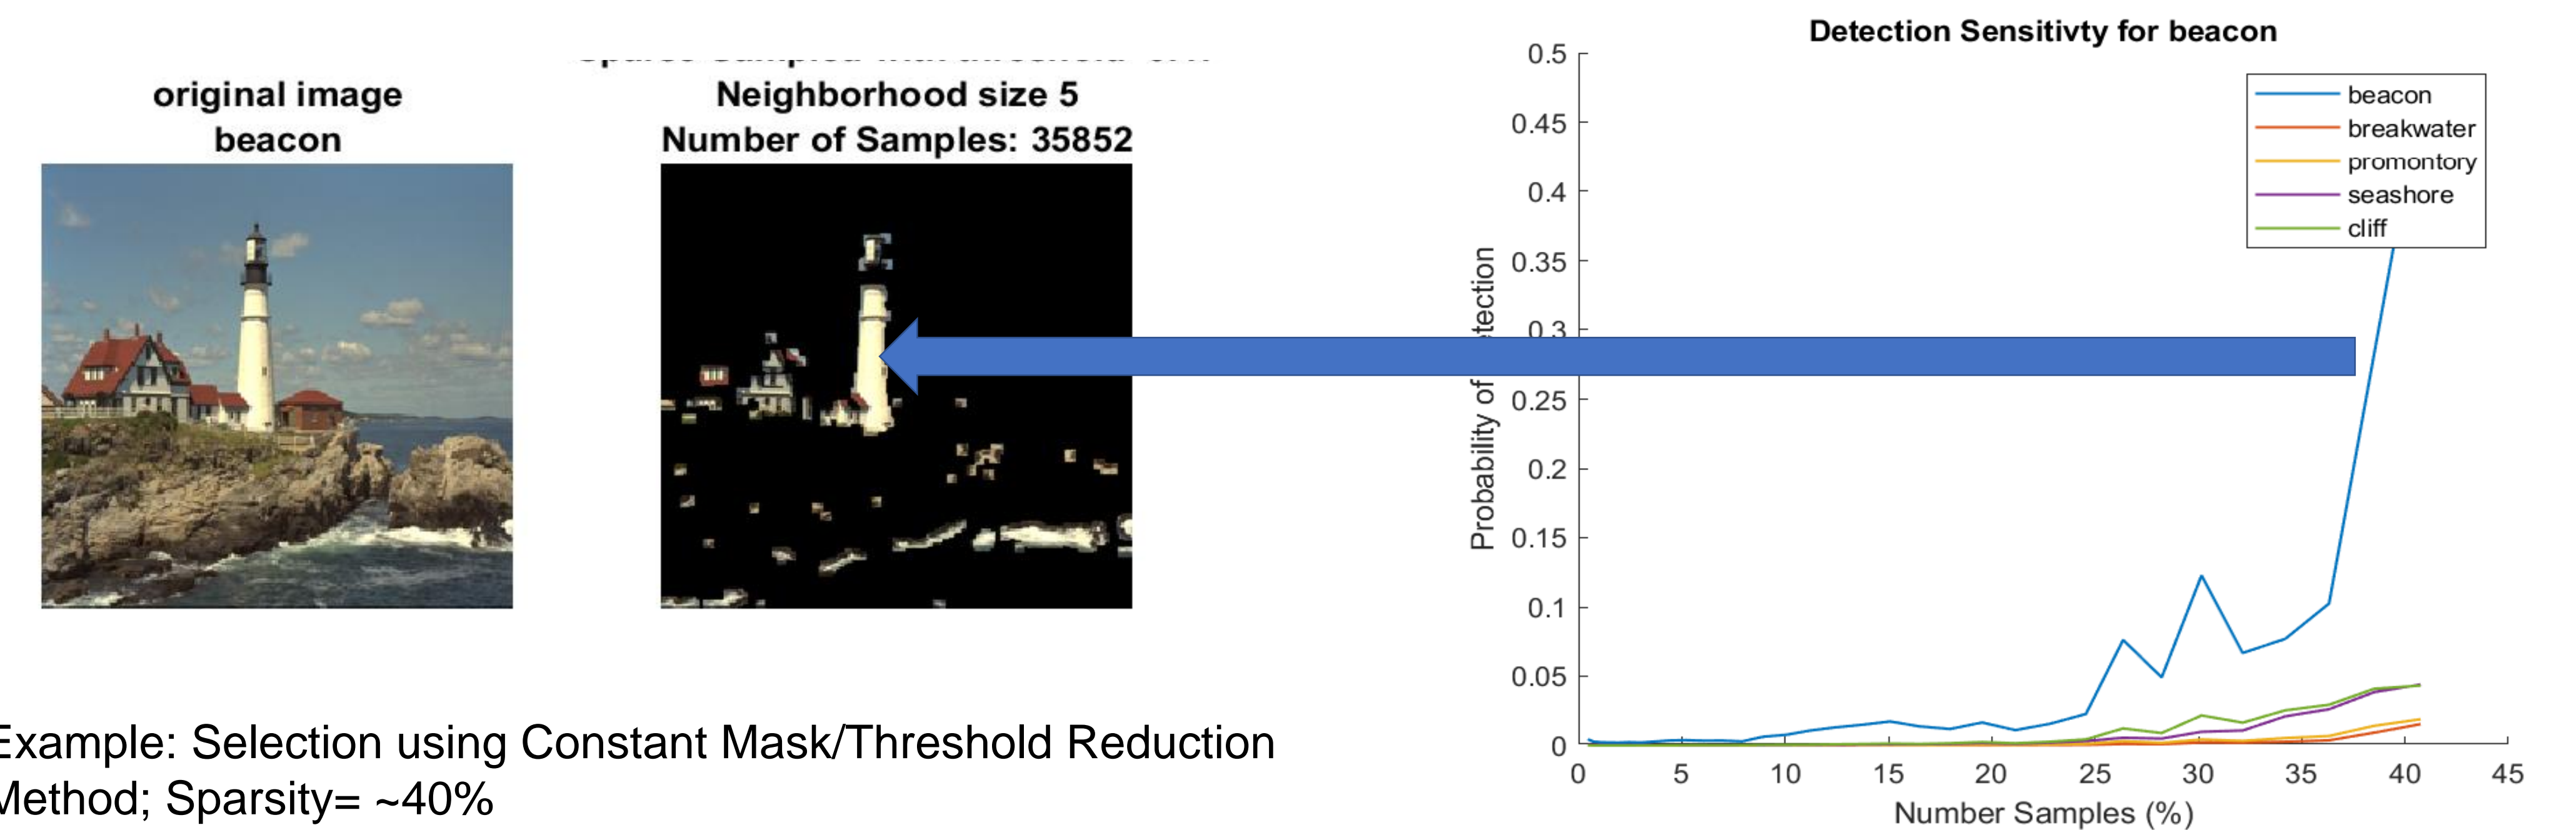 original image
beacon
Neighborhood size 5
Number of Samples: 35852
Example: Selection using Constant Mask/Threshold Reduction
Method; Sparsity= ~40%
Detection Sensitivty for beacon
0.5
0.45
0.4
0.35
0.3
0.25
0.2
0.15
0.1
0.05
0
Probability of
beacon
breakwater
promontory
seashore
cliff
0 5 10 15 20 25 30 35 40 45
Number Samples (%)